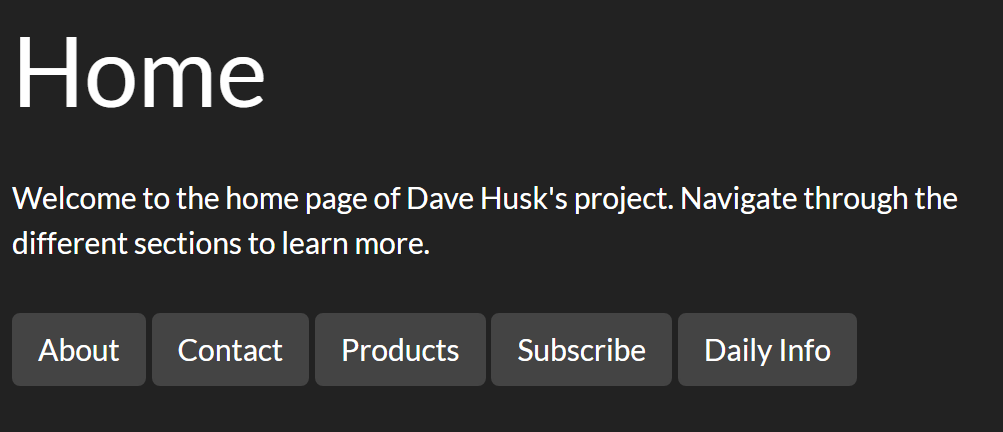 Home
Welcome to the home page of Dave Husk's project. Navigate through the
different sections to learn more.
About Contact Products Subscribe Daily Info